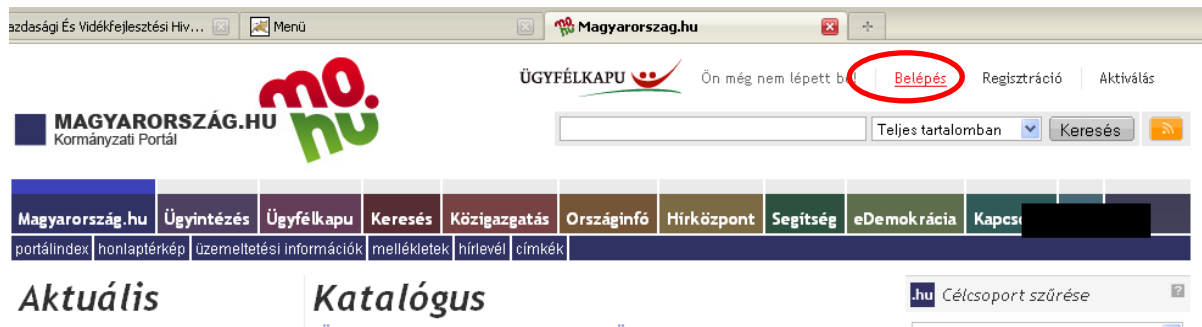 azdasági És Vidékfejlesztési Hiv... Menü Magyarorszag.hu
ÜGYFÉLKAPU Ön még nem lépett be! Belépés Regisztráció Aktiválás
mo.hu
MAGYARORSZÁG.HU
Kormányzati Portál
Teljes tartalomban Keresés
Magyarország.hu Ügyintézés Ügyfélkapu Keresés Közigazgatás Országinfó Hírközpont Segítség eDemokrácia
portálindex honlaptérkép üzemeltetési információk mellékletek hírlevél címkék
Aktuális Katalógus .hu Célcsoport szűrése ?